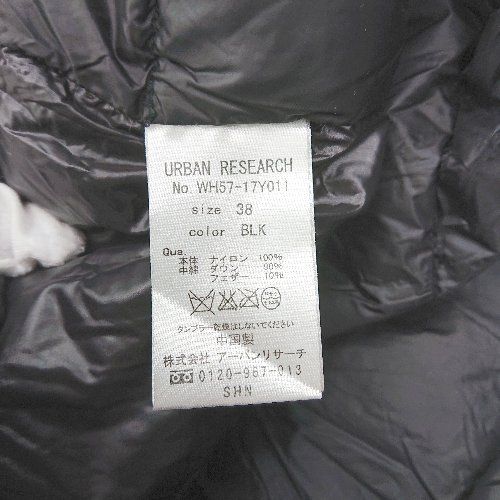 URBAN RESEARCH
No. WH57-17Y011
size 38
color BLK
Qua.
本体 ナイロン 100%
中綿 ダウン 90%
フェザー 10%
タンブラー乾燥はしないでください
中国製
株式会社 アーバンリサーチ
0120-987-013
SHN